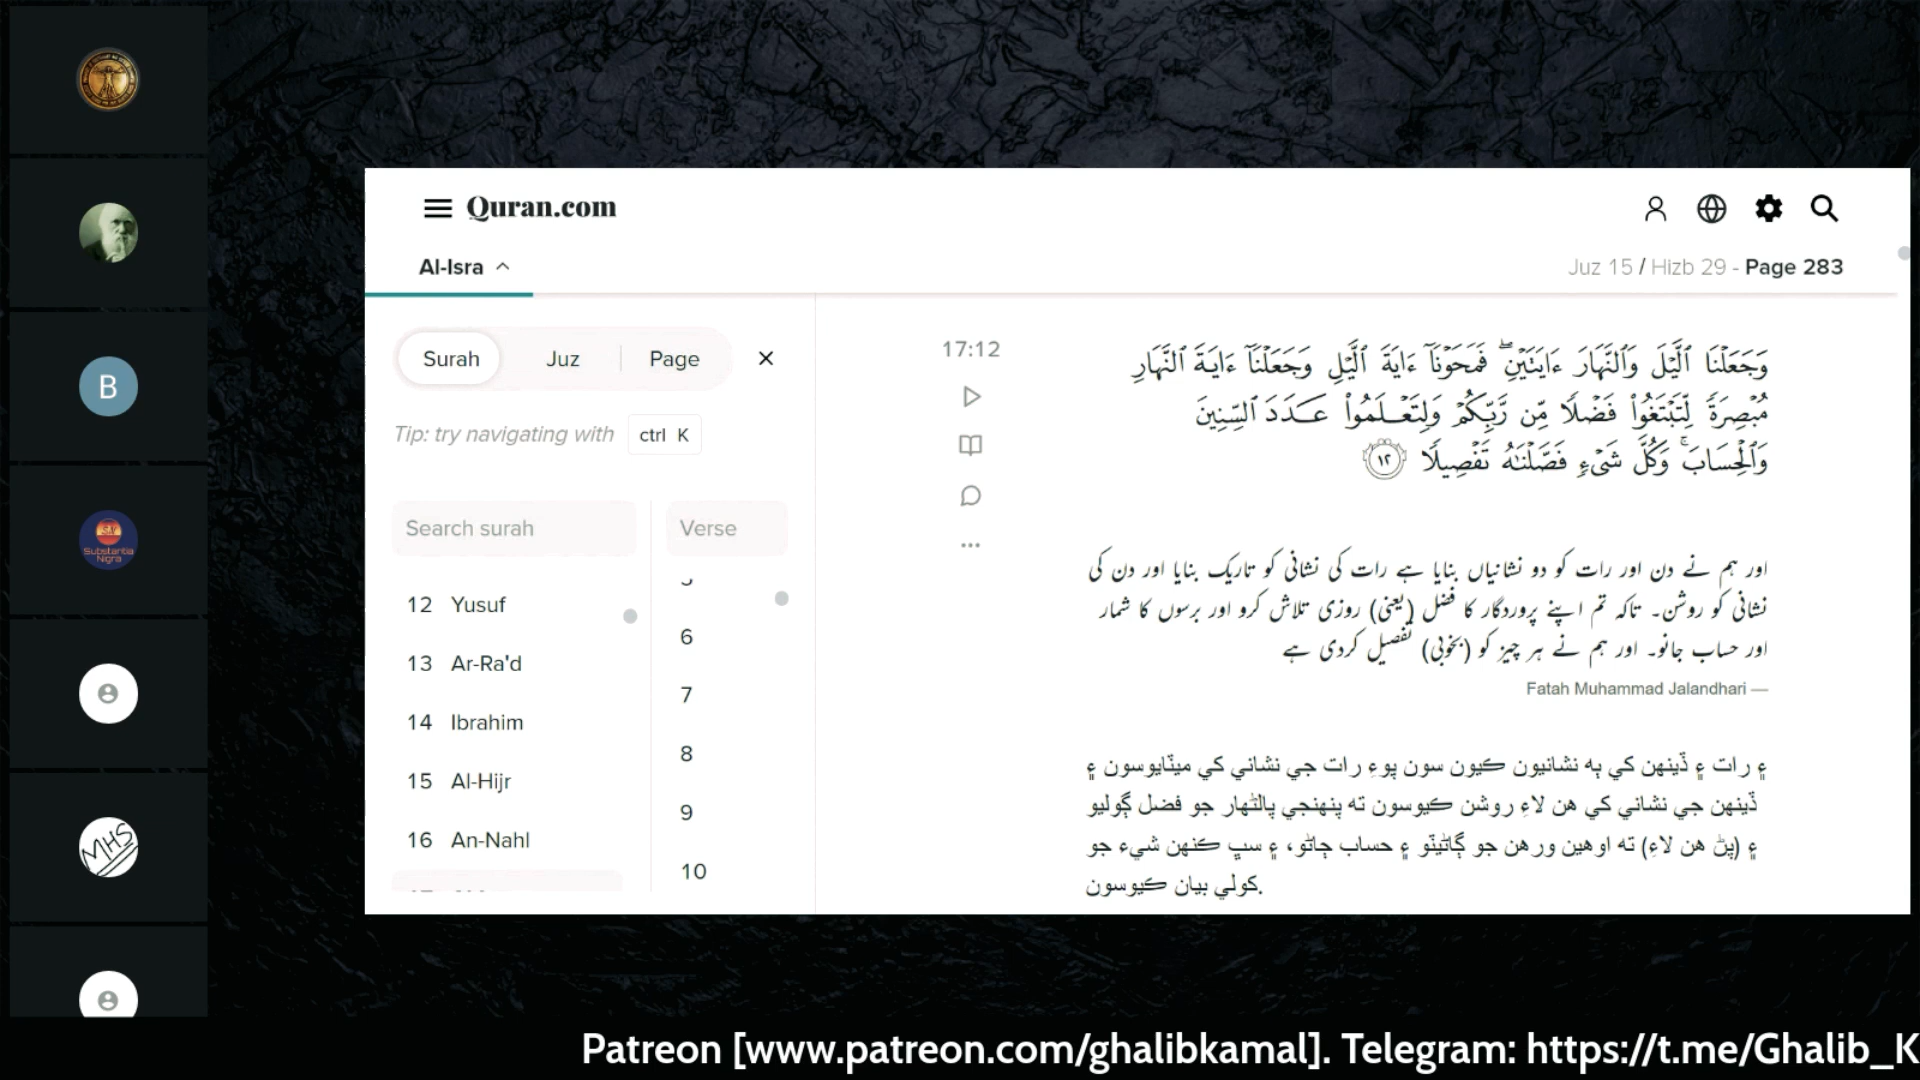 B
SN
Substantia
Nigra
MHS
Quran.com
Al-Isra
Juz 15 / Hizb 29 - Page 283
Surah
Juz
Page
Tip: try navigating with ctrl K
Search surah
Verse
12 Yusuf
13 Ar-Ra'd
14 Ibrahim
15 Al-Hijr
16 An-Nahl
6
7
8
9
10
17:12
وَجَعَلْنَا ٱلَّيْلَ وَٱلنَّهَارَ ءَايَتَيْنِ ۖ فَمَحَوْنَآ ءَايَةَ ٱلَّيْلِ وَجَعَلْنَآ ءَايَةَ ٱلنَّهَارِ
مُبْصِرَةًۭ لِّتَبْتَغُوا۟ فَضْلًۭا مِّن رَّبِّكُمْ وَلِتَعْلَمُوا۟ عَدَدَ ٱلسِّنِينَ
وَٱلْحِسَابَ ۚ وَكُلَّ شَىْءٍۢ فَصَّلْنَـٰهُ تَفْصِيلًۭا ١٢
اور ہم نے دن اور رات کو دو نشانیاں بنایا ہے رات کی نشانی کو تاریک بنایا اور دن کی
نشانی کو روشن۔ تاکہ تم اپنے پروردگار کا فضل (یعنی) روزی تلاش کرو اور برسوں کا شمار
اور حساب جانو۔ اور ہم نے ہر چیز کو (بخوبی) تفصیل کردی ہے
Fatah Muhammad Jalandhari —
۽ رات ۽ ڏينهن کي ٻه نشانيون ڪيون سون پوءِ رات جي نشاني کي ميٽايوسون ۽
ڏينهن جي نشاني کي هن لاءِ روشن ڪيوسون ته پنهنجي پالڻھار جو فضل ڳوليو
۽ (پڻ هن لاءِ) ته اوھين ورھن جو ڳاڻيٽو ۽ حساب ڄاڻو، ۽ سڀ ڪنهن شيء جو
کولي بيان ڪيوسون.
Patreon [www.patreon.com/ghalibkamal]. Telegram: https://t.me/Ghalib_K